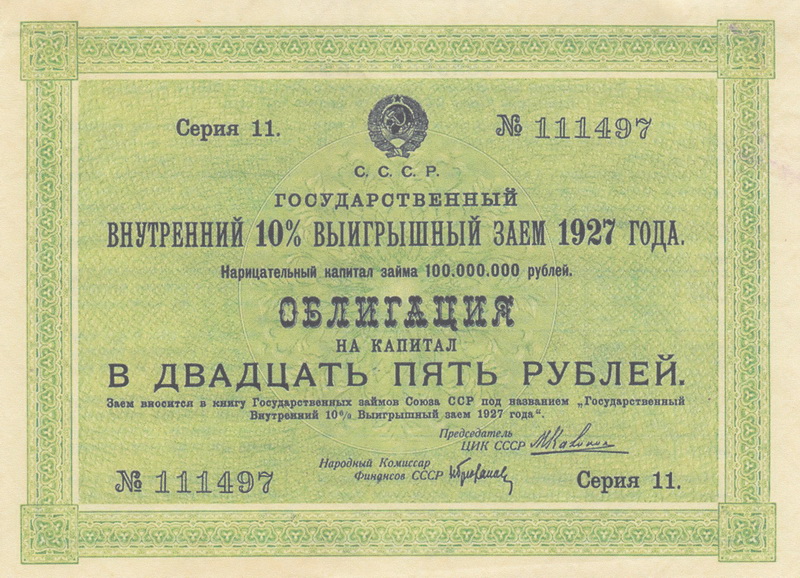 Серия 11.
№ 111497
С. С. С. Р.
ГОСУДАРСТВЕННЫЙ
ВНУТРЕННИЙ 10% ВЫИГРЫШНЫЙ ЗАЕМ 1927 ГОДА.
Нарицательный капитал займа 100.000.000 рублей.
ОБЛИГАЦИЯ
НА КАПИТАЛ
В ДВАДЦАТЬ ПЯТЬ РУБЛЕЙ.
Заем вносится в книгу Государственных займов Союза ССР под названием „Государственный
Внутренний 10% Выигрышный заем 1927 года“.
Председатель
ЦИК СССР МКалинин
Народный Комиссар
Финансов СССР НБрюханов
№ 111497
Серия 11.